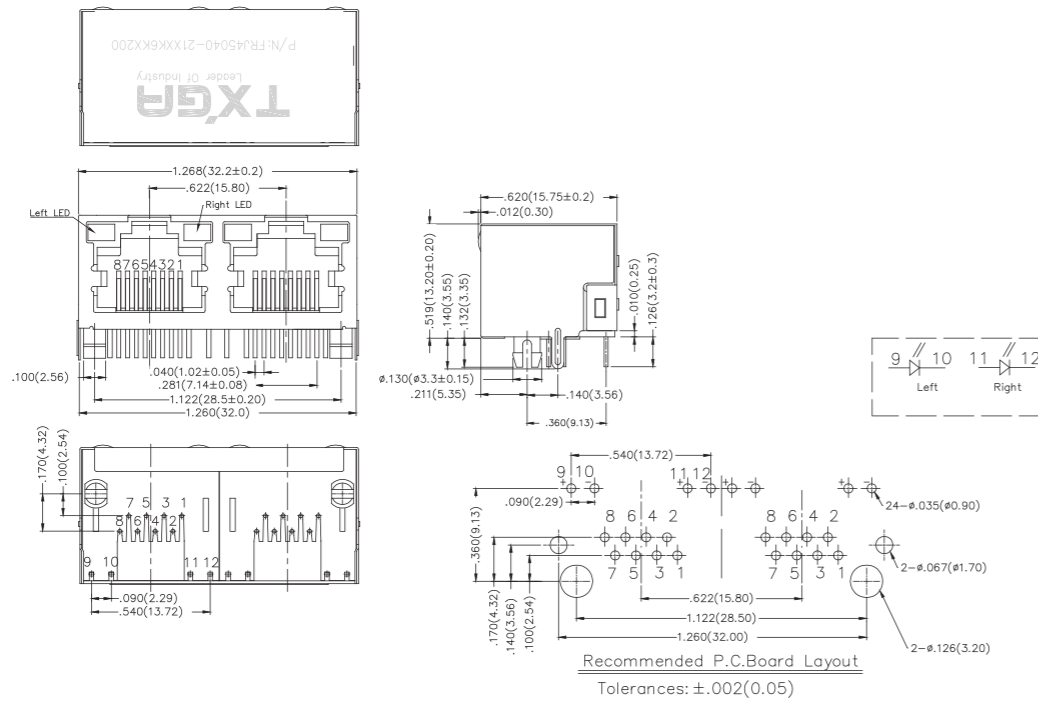 P/N:FRJ45040-21XXK6KX200
Leader Of Industry
TXGA
1.268(32.2±0.2)
.622(15.80)
Left LED
Right LED
87654321
.100(2.56)
.040(1.02±0.05)
.281(7.14±0.08)
1.122(28.5±0.20)
1.260(32.0)
.620(15.75±0.2)
.012(0.30)
.519(13.20±0.20)
.140(3.55)
.132(3.35)
.010(0.25)
.126(3.2±0.3)
ø.130(ø3.3±0.15)
.211(5.35)
.140(3.56)
.360(9.13)
9 10 11 12
Left Right
.170(4.32)
.100(2.54)
7 5 3 1
8 6 4 2
9 10 11 12
.090(2.29)
.540(13.72)
.540(13.72)
9 10 11 12
+ - + - + - + -
.090(2.29)
24-ø.035(ø0.90)
8 6 4 2 8 6 4 2
7 5 3 1 7 5 3 1
.360(9.13)
.170(4.32)
.140(3.56)
.100(2.54)
2-ø.067(ø1.70)
.622(15.80)
1.122(28.50)
1.260(32.00)
2-ø.126(3.20)
Recommended P.C.Board Layout
Tolerances: ±.002(0.05)